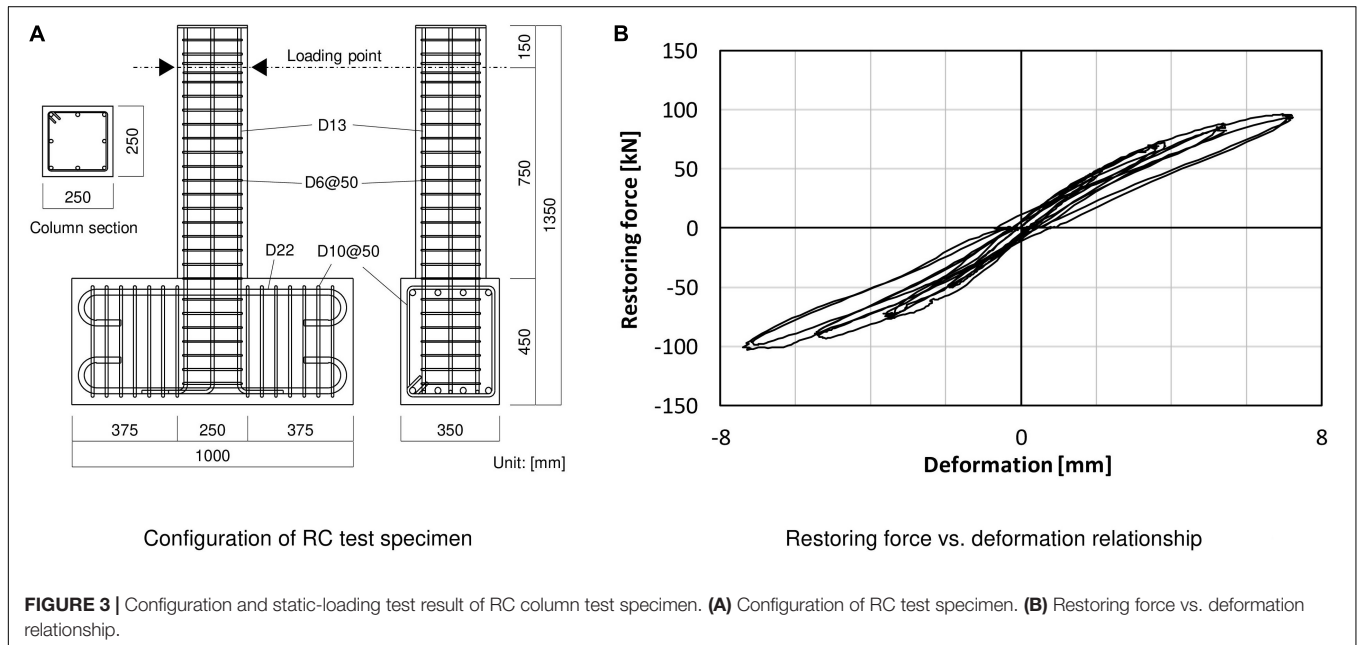 A
Loading point
150
250
250
Column section
D13
D6@50
750
1350
D22
D10@50
450
375
250
375
1000
350
Unit: [mm]
Configuration of RC test specimen
B
Restoring force [kN]
150
100
50
0
-50
-100
-150
-8
0
8
Deformation [mm]
Restoring force vs. deformation relationship
FIGURE 3 | Configuration and static-loading test result of RC column test specimen. (A) Configuration of RC test specimen. (B) Restoring force vs. deformation
relationship.